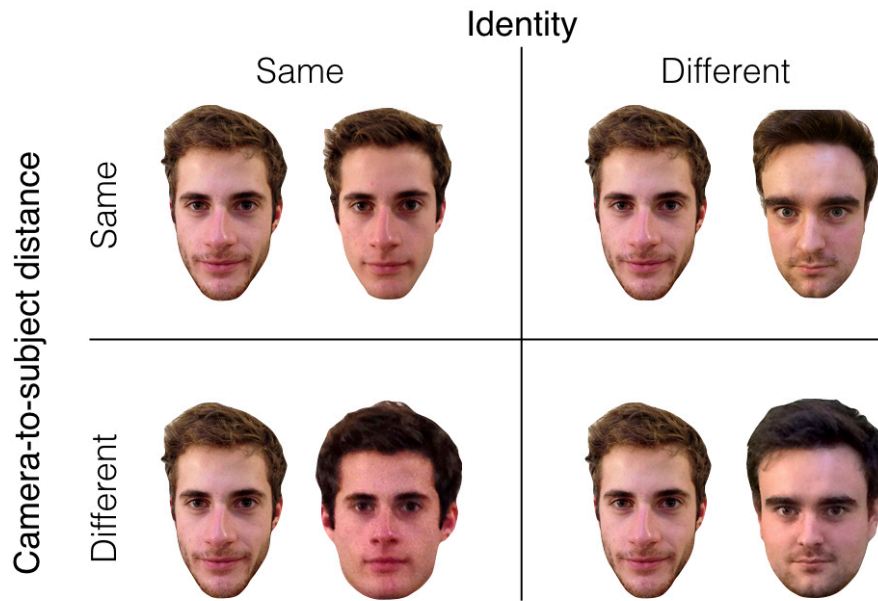 Identity
Same
Different
Camera-to-subject distance
Same
Different